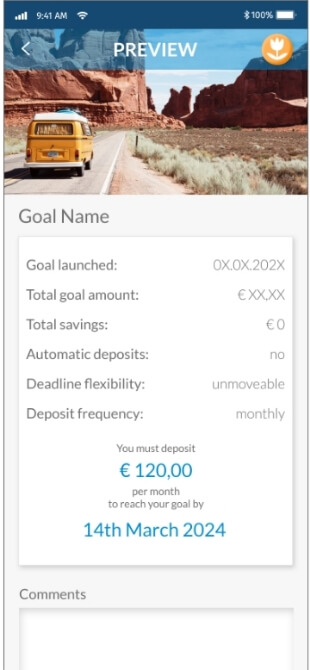 9:41 AM 100%
PREVIEW
Goal Name
Goal launched: 0X.0X.202X
Total goal amount: € XX,XX
Total savings: € 0
Automatic deposits: no
Deadline flexibility: unmoveable
Deposit frequency: monthly
You must deposit
€ 120,00
per month
to reach your goal by
14th March 2024
Comments